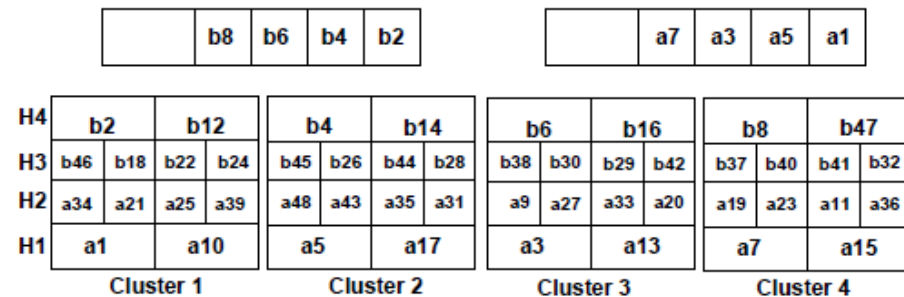 b8 b6 b4 b2 a7 a3 a5 a1
H4 b2 b12 b4 b14 b6 b16 b8 b47
H3 b46 b18 b22 b24 b45 b26 b44 b28 b38 b30 b29 b42 b37 b40 b41 b32
H2 a34 a21 a25 a39 a48 a43 a35 a31 a9 a27 a33 a20 a19 a23 a11 a36
H1 a1 a10 a5 a17 a3 a13 a7 a15
Cluster 1 Cluster 2 Cluster 3 Cluster 4